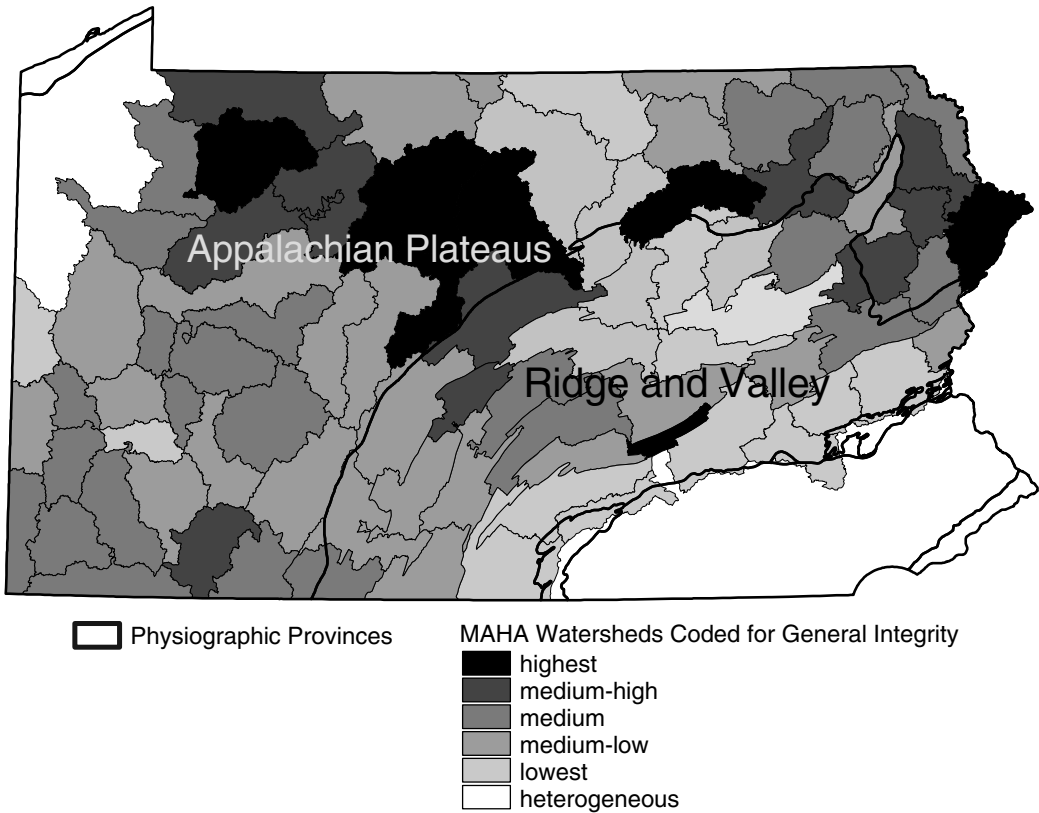 Appalachian Plateaus
Ridge and Valley
Physiographic Provinces
MAHA Watersheds Coded for General Integrity
highest
medium-high
medium
medium-low
lowest
heterogeneous